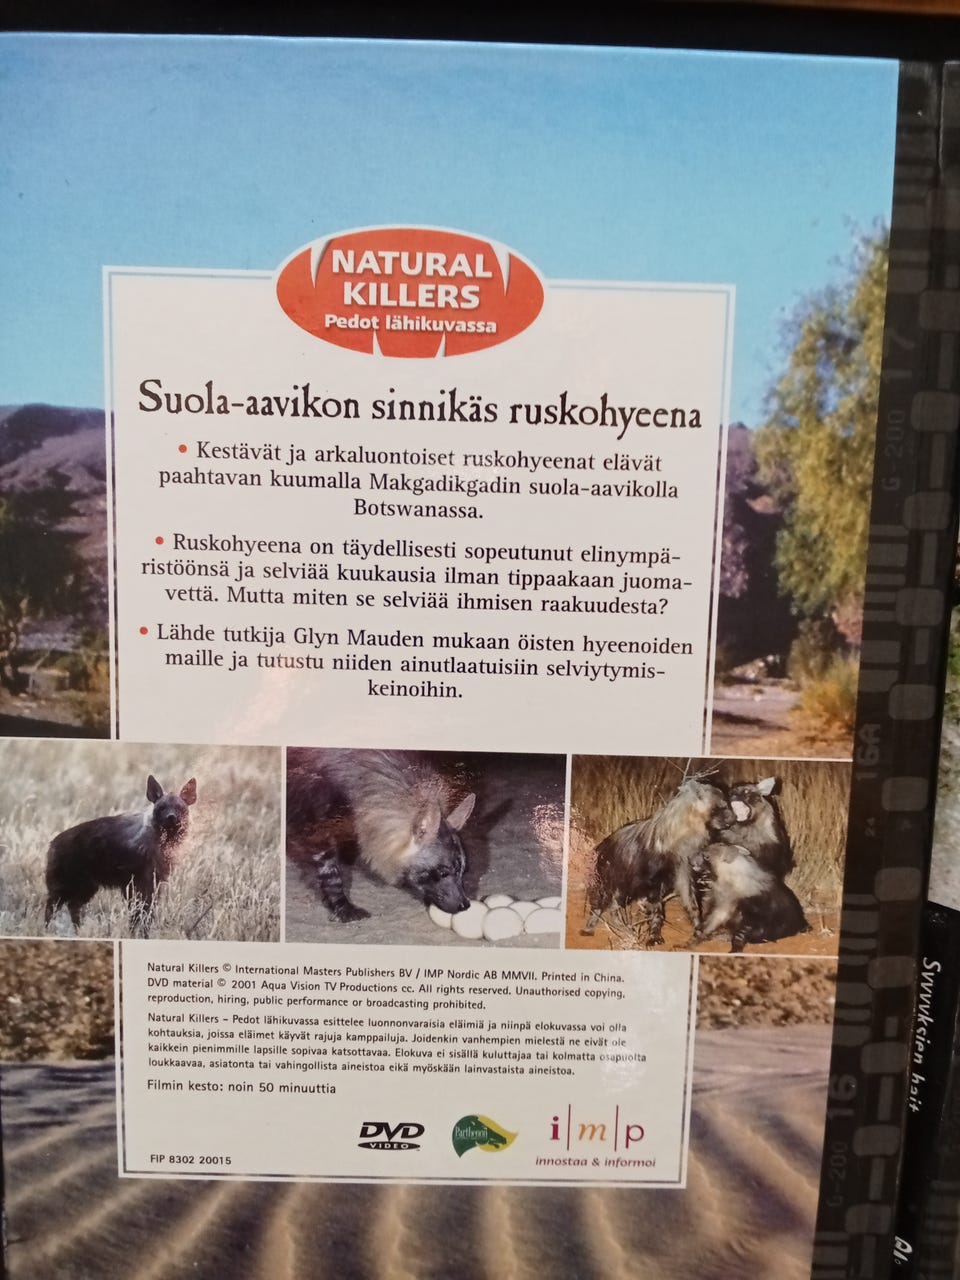 NATURAL
KILLERS
Pedot lähikuvassa
Suola-aavikon sinnikäs ruskohyeena
• Kestävät ja arkaluontoiset ruskohyeenat elävät
paahtavan kuumalla Makgadikgadin suola-aavikolla
Botswanassa.
• Ruskohyeena on täydellisesti sopeutunut elinympä-
ristöönsä ja selviää kuukausia ilman tippaakaan juoma-
vettä. Mutta miten se selviää ihmisen raakuudesta?
• Lähde tutkija Glyn Mauden mukaan öisten hyeenoiden
maille ja tutustu niiden ainutlaatuisiin selviytymis-
keinoihin.
Natural Killers © International Masters Publishers BV / IMP Nordic AB MMVII. Printed in China.
DVD material © 2001 Aqua Vision TV Productions cc. All rights reserved. Unauthorised copying,
reproduction, hiring, public performance or broadcasting prohibited.
Natural Killers – Pedot lähikuvassa esittelee luonnonvaraisia eläimiä ja niinpä elokuvassa voi olla
kohtauksia, joissa eläimet käyvät rajuja kamppailuja. Joidenkin vanhempien mielestä ne eivät ole
kaikkein pienimmille lapsille sopivaa katsottavaa. Elokuva ei sisällä kuluttajaa tai kolmatta osapuolta
loukkaavaa, asiatonta tai vahingollista aineistoa eikä myöskään lainvastaista aineistoa.
Filmin kesto: noin 50 minuuttia
DVD
VIDEO
Parthenon
i|m|p
innostaa & informoi
FIP 8302 20015
G-200 17
16A
24
G-200 16
Syvyyksien hait